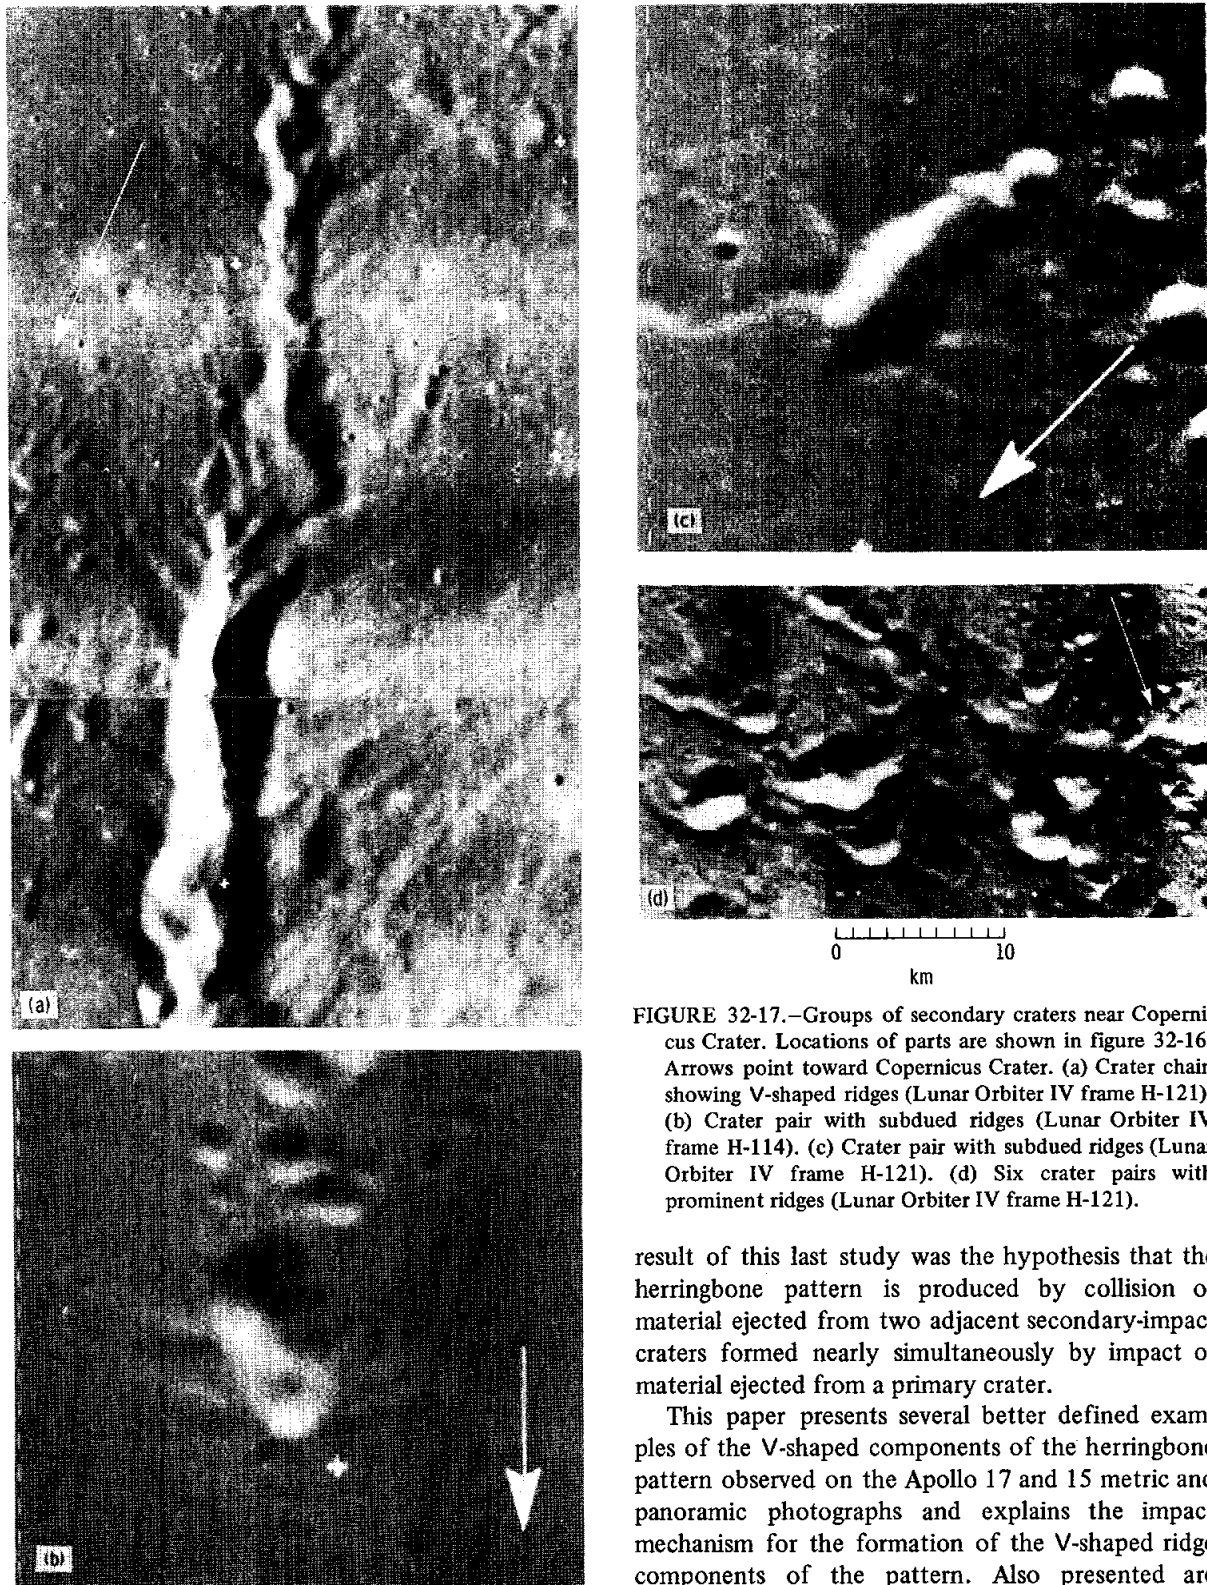 (a)
(b)
(c)
(d)
0 10
km
FIGURE 32-17.—Groups of secondary craters near Coperni
cus Crater. Locations of parts are shown in figure 32-16
Arrows point toward Copernicus Crater. (a) Crater chain
showing V-shaped ridges (Lunar Orbiter IV frame H-121)
(b) Crater pair with subdued ridges (Lunar Orbiter IV
frame H-114). (c) Crater pair with subdued ridges (Luna
Orbiter IV frame H-121). (d) Six crater pairs with
prominent ridges (Lunar Orbiter IV frame H-121).
result of this last study was the hypothesis that the
herringbone pattern is produced by collision o
material ejected from two adjacent secondary-impac
craters formed nearly simultaneously by impact o
material ejected from a primary crater.
This paper presents several better defined exam
ples of the V-shaped components of the herringbone
pattern observed on the Apollo 17 and 15 metric and
panoramic photographs and explains the impac
mechanism for the formation of the V-shaped ridge
components of the pattern. Also presented are